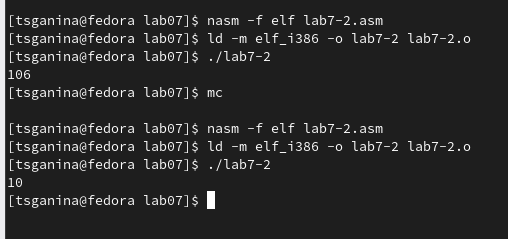 [tsganina@fedora lab07]$ nasm -f elf lab7-2.asm
[tsganina@fedora lab07]$ ld -m elf_i386 -o lab7-2 lab7-2.o
[tsganina@fedora lab07]$ ./lab7-2
106
[tsganina@fedora lab07]$ mc
[tsganina@fedora lab07]$ nasm -f elf lab7-2.asm
[tsganina@fedora lab07]$ ld -m elf_i386 -o lab7-2 lab7-2.o
[tsganina@fedora lab07]$ ./lab7-2
10
[tsganina@fedora lab07]$